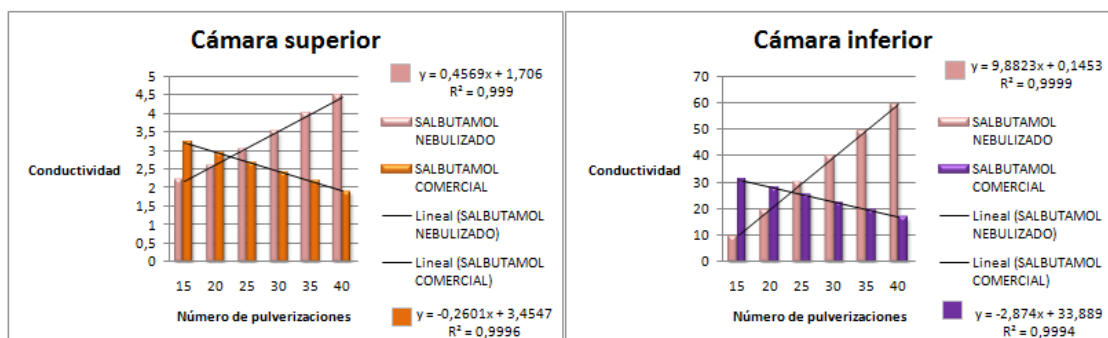 Cámara superior
5
4,5
4
3,5
3
2,5
2
1,5
1
0,5
0
Conductividad
15 20 25 30 35 40
Número de pulverizaciones
y = 0,4569x + 1,706
R² = 0,999
SALBUTAMOL
NEBULIZADO
SALBUTAMOL
COMERCIAL
Lineal (SALBUTAMOL
NEBULIZADO)
Lineal (SALBUTAMOL
COMERCIAL)
y = -0,2601x + 3,4547
R² = 0,9996
Cámara inferior
70
60
50
40
30
20
10
0
Conductividad
15 20 25 30 35 40
Número de pulverizaciones
y = 9,8823x + 0,1453
R² = 0,9999
SALBUTAMOL
NEBULIZADO
SALBUTAMOL
COMERCIAL
Lineal (SALBUTAMOL
NEBULIZADO)
Lineal (SALBUTAMOL
COMERCIAL)
y = -2,874x + 33,889
R² = 0,9994